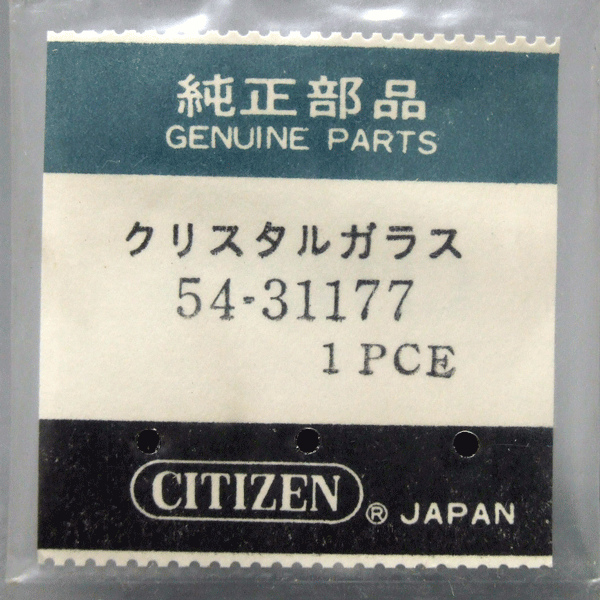 純正部品
GENUINE PARTS
クリスタルガラス
54-31177
1 PCE
CITIZEN® JAPAN